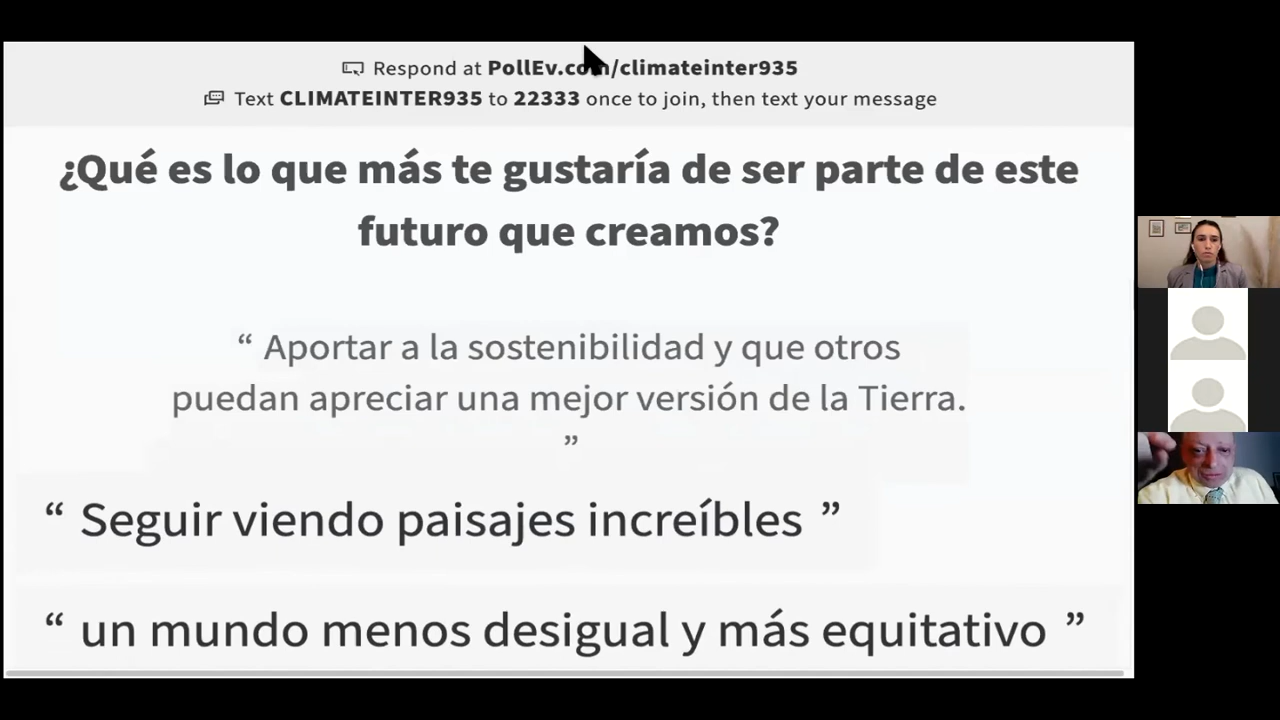 Respond at PollEv.com/climateinter935
Text CLIMATEINTER935 to 22333 once to join, then text your message
¿Qué es lo que más te gustaría de ser parte de este
futuro que creamos?
“ Aportar a la sostenibilidad y que otros
puedan apreciar una mejor versión de la Tierra.
”
“ Seguir viendo paisajes increíbles ”
“ un mundo menos desigual y más equitativo ”